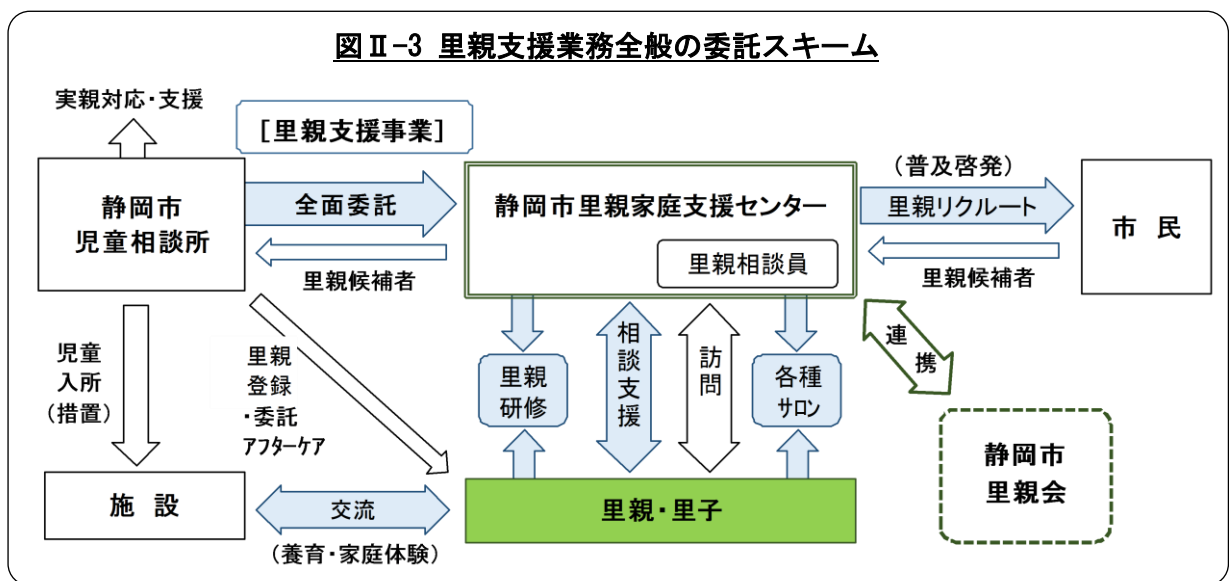 図Ⅱ-3 里親支援業務全般の委託スキーム
実親対応・支援
[里親支援事業]
静岡市
児童相談所
全面委託
里親候補者
静岡市里親家庭支援センター
里親相談員
(普及啓発)
里親リクルート
里親候補者
市 民
児童
入所
(措置)
里親
登録
・委託
アフターケア
里親
研修
相談支援
訪問
各種
サロン
連携
静岡市
里親会
施 設
交流
(養育・家庭体験)
里親・里子